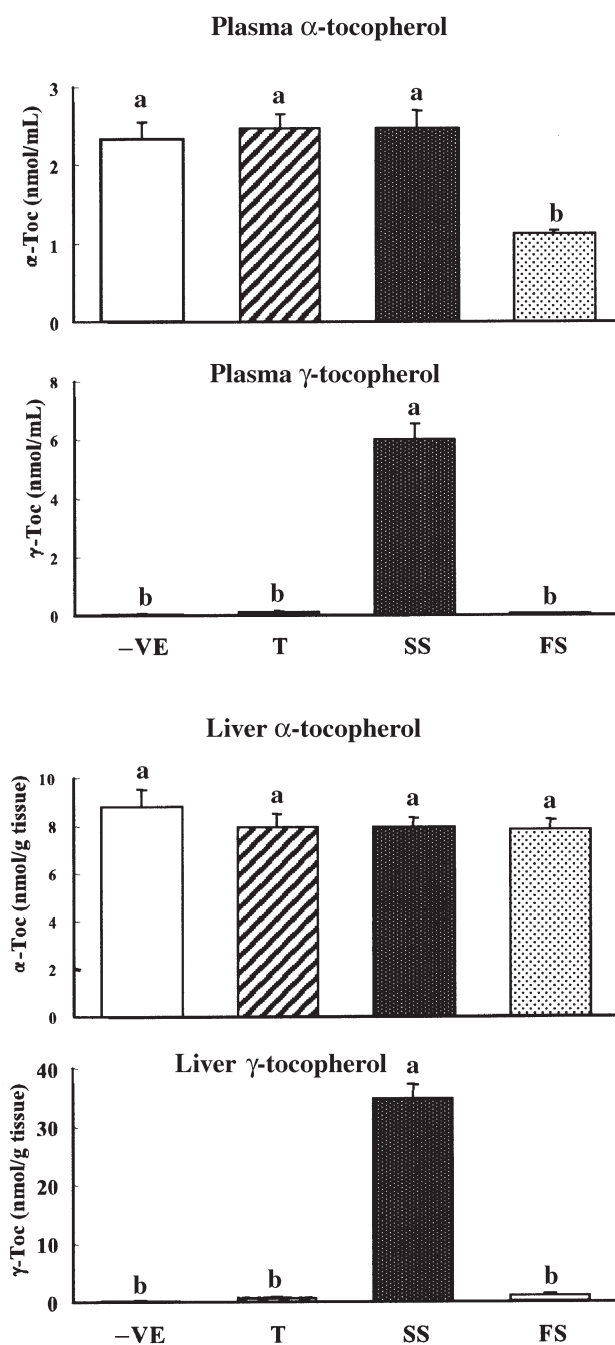 Plasma α-tocopherol
α-Toc (nmol/mL)
3
2
1
0
a
a
a
b
Plasma γ-tocopherol
γ-Toc (nmol/mL)
8
6
4
2
0
b
b
a
b
–VE T SS FS
Liver α-tocopherol
α-Toc (nmol/g tissue)
10
8
6
4
2
0
a
a
a
a
Liver γ-tocopherol
γ-Toc (nmol/g tissue)
40
30
20
10
0
b
b
a
b
–VE T SS FS